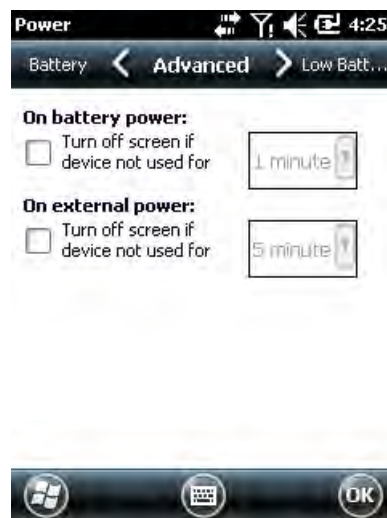 Power 4:25
Battery Advanced Low Batt...
On battery power:
Turn off screen if
device not used for
1 minute
On external power:
Turn off screen if
device not used for
5 minute
OK